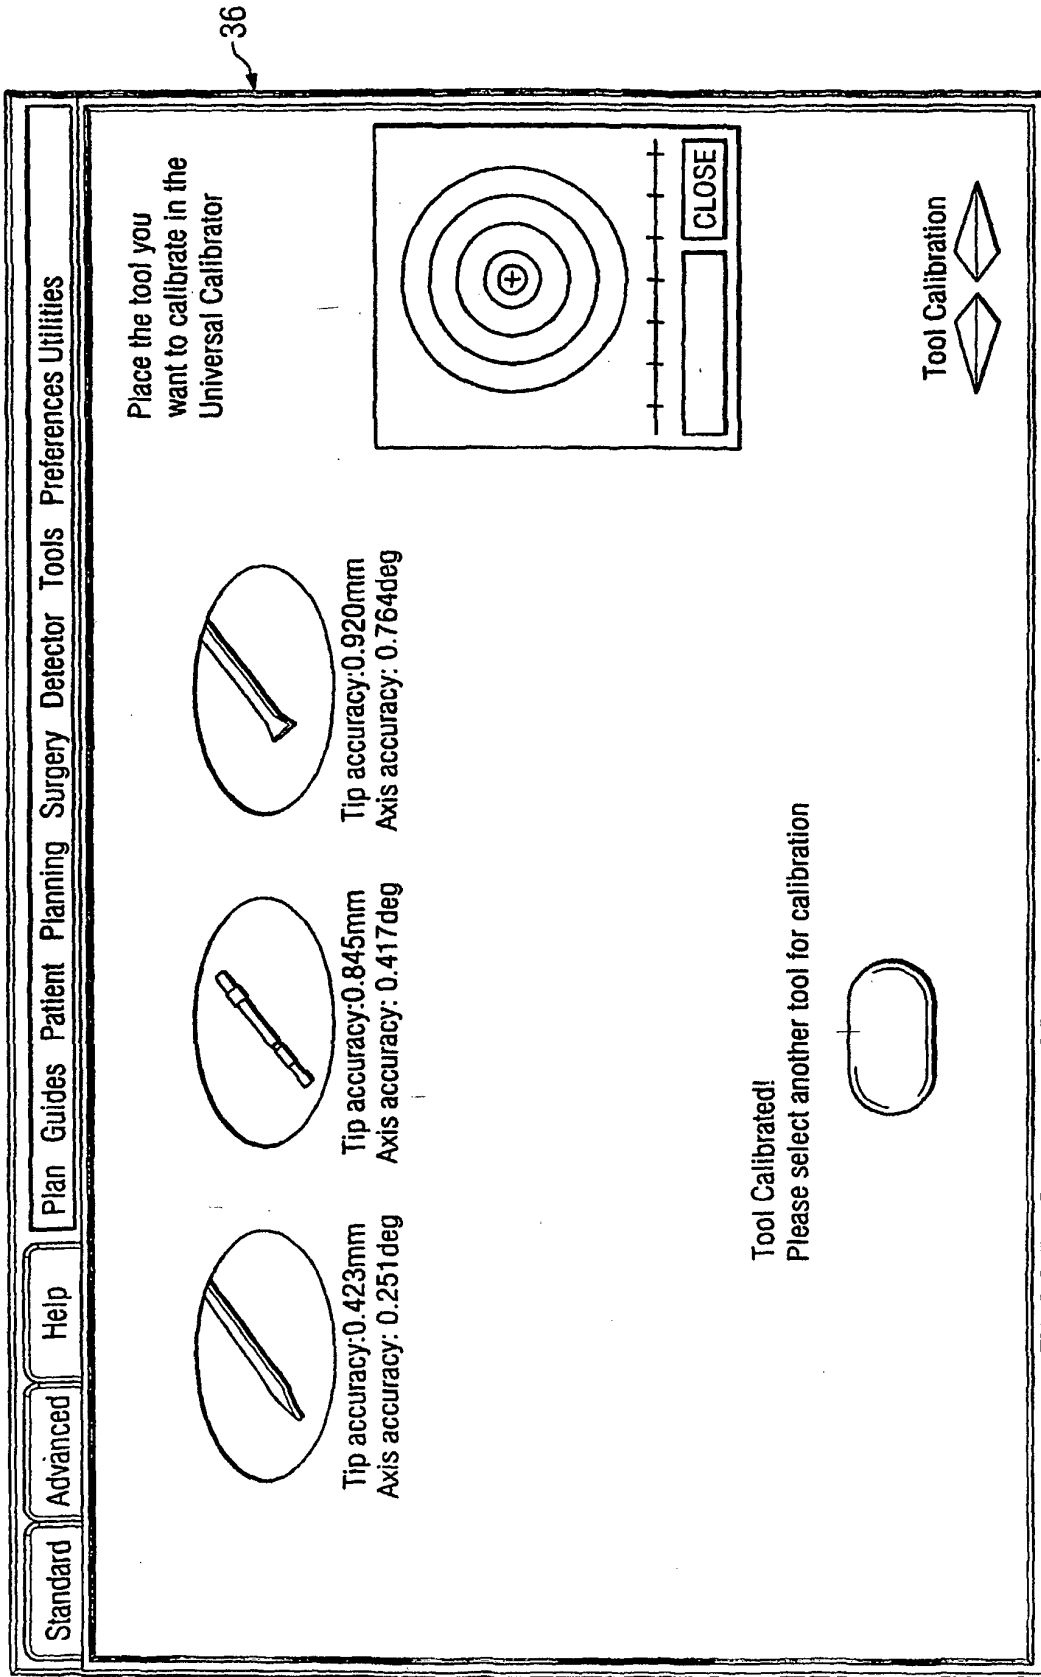 36
Standard Advanced Help Plan Guides Patient Planning Surgery Detector Tools Preferences Utilities
Place the tool you
want to calibrate in the
Universal Calibrator
Tip accuracy:0.423mm
Axis accuracy: 0.251deg
Tip accuracy:0.845mm
Axis accuracy: 0.417deg
Tip accuracy:0.920mm
Axis accuracy: 0.764deg
CLOSE
Tool Calibrated!
Please select another tool for calibration
Tool Calibration